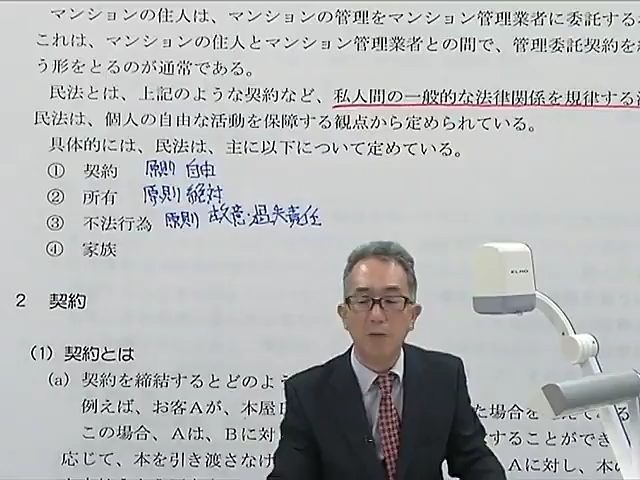 マンションの住人は、マンションの管理をマンション管理業者に委託する
これは、マンションの住人とマンション管理業者との間で、管理委託契約を
う形をとるのが通常である。
民法とは、上記のような契約など、私人間の一般的な法律関係を規律する
民法は、個人の自由な活動を保障する観点から定められている。
具体的には、民法は、主に以下について定めている。
① 契約 原則 自由
② 所有 原則 絶対
③ 不法行為 原則 故意・過失責任
④ 家族
2 契約
(1) 契約とは
(a) 契約を締結するとどのよ
例えば、お客A が、本屋 た場合を
この場合、Aは、Bに対し することができ
応じて、本を引き渡さなけ Aに対し、本の
ELMO